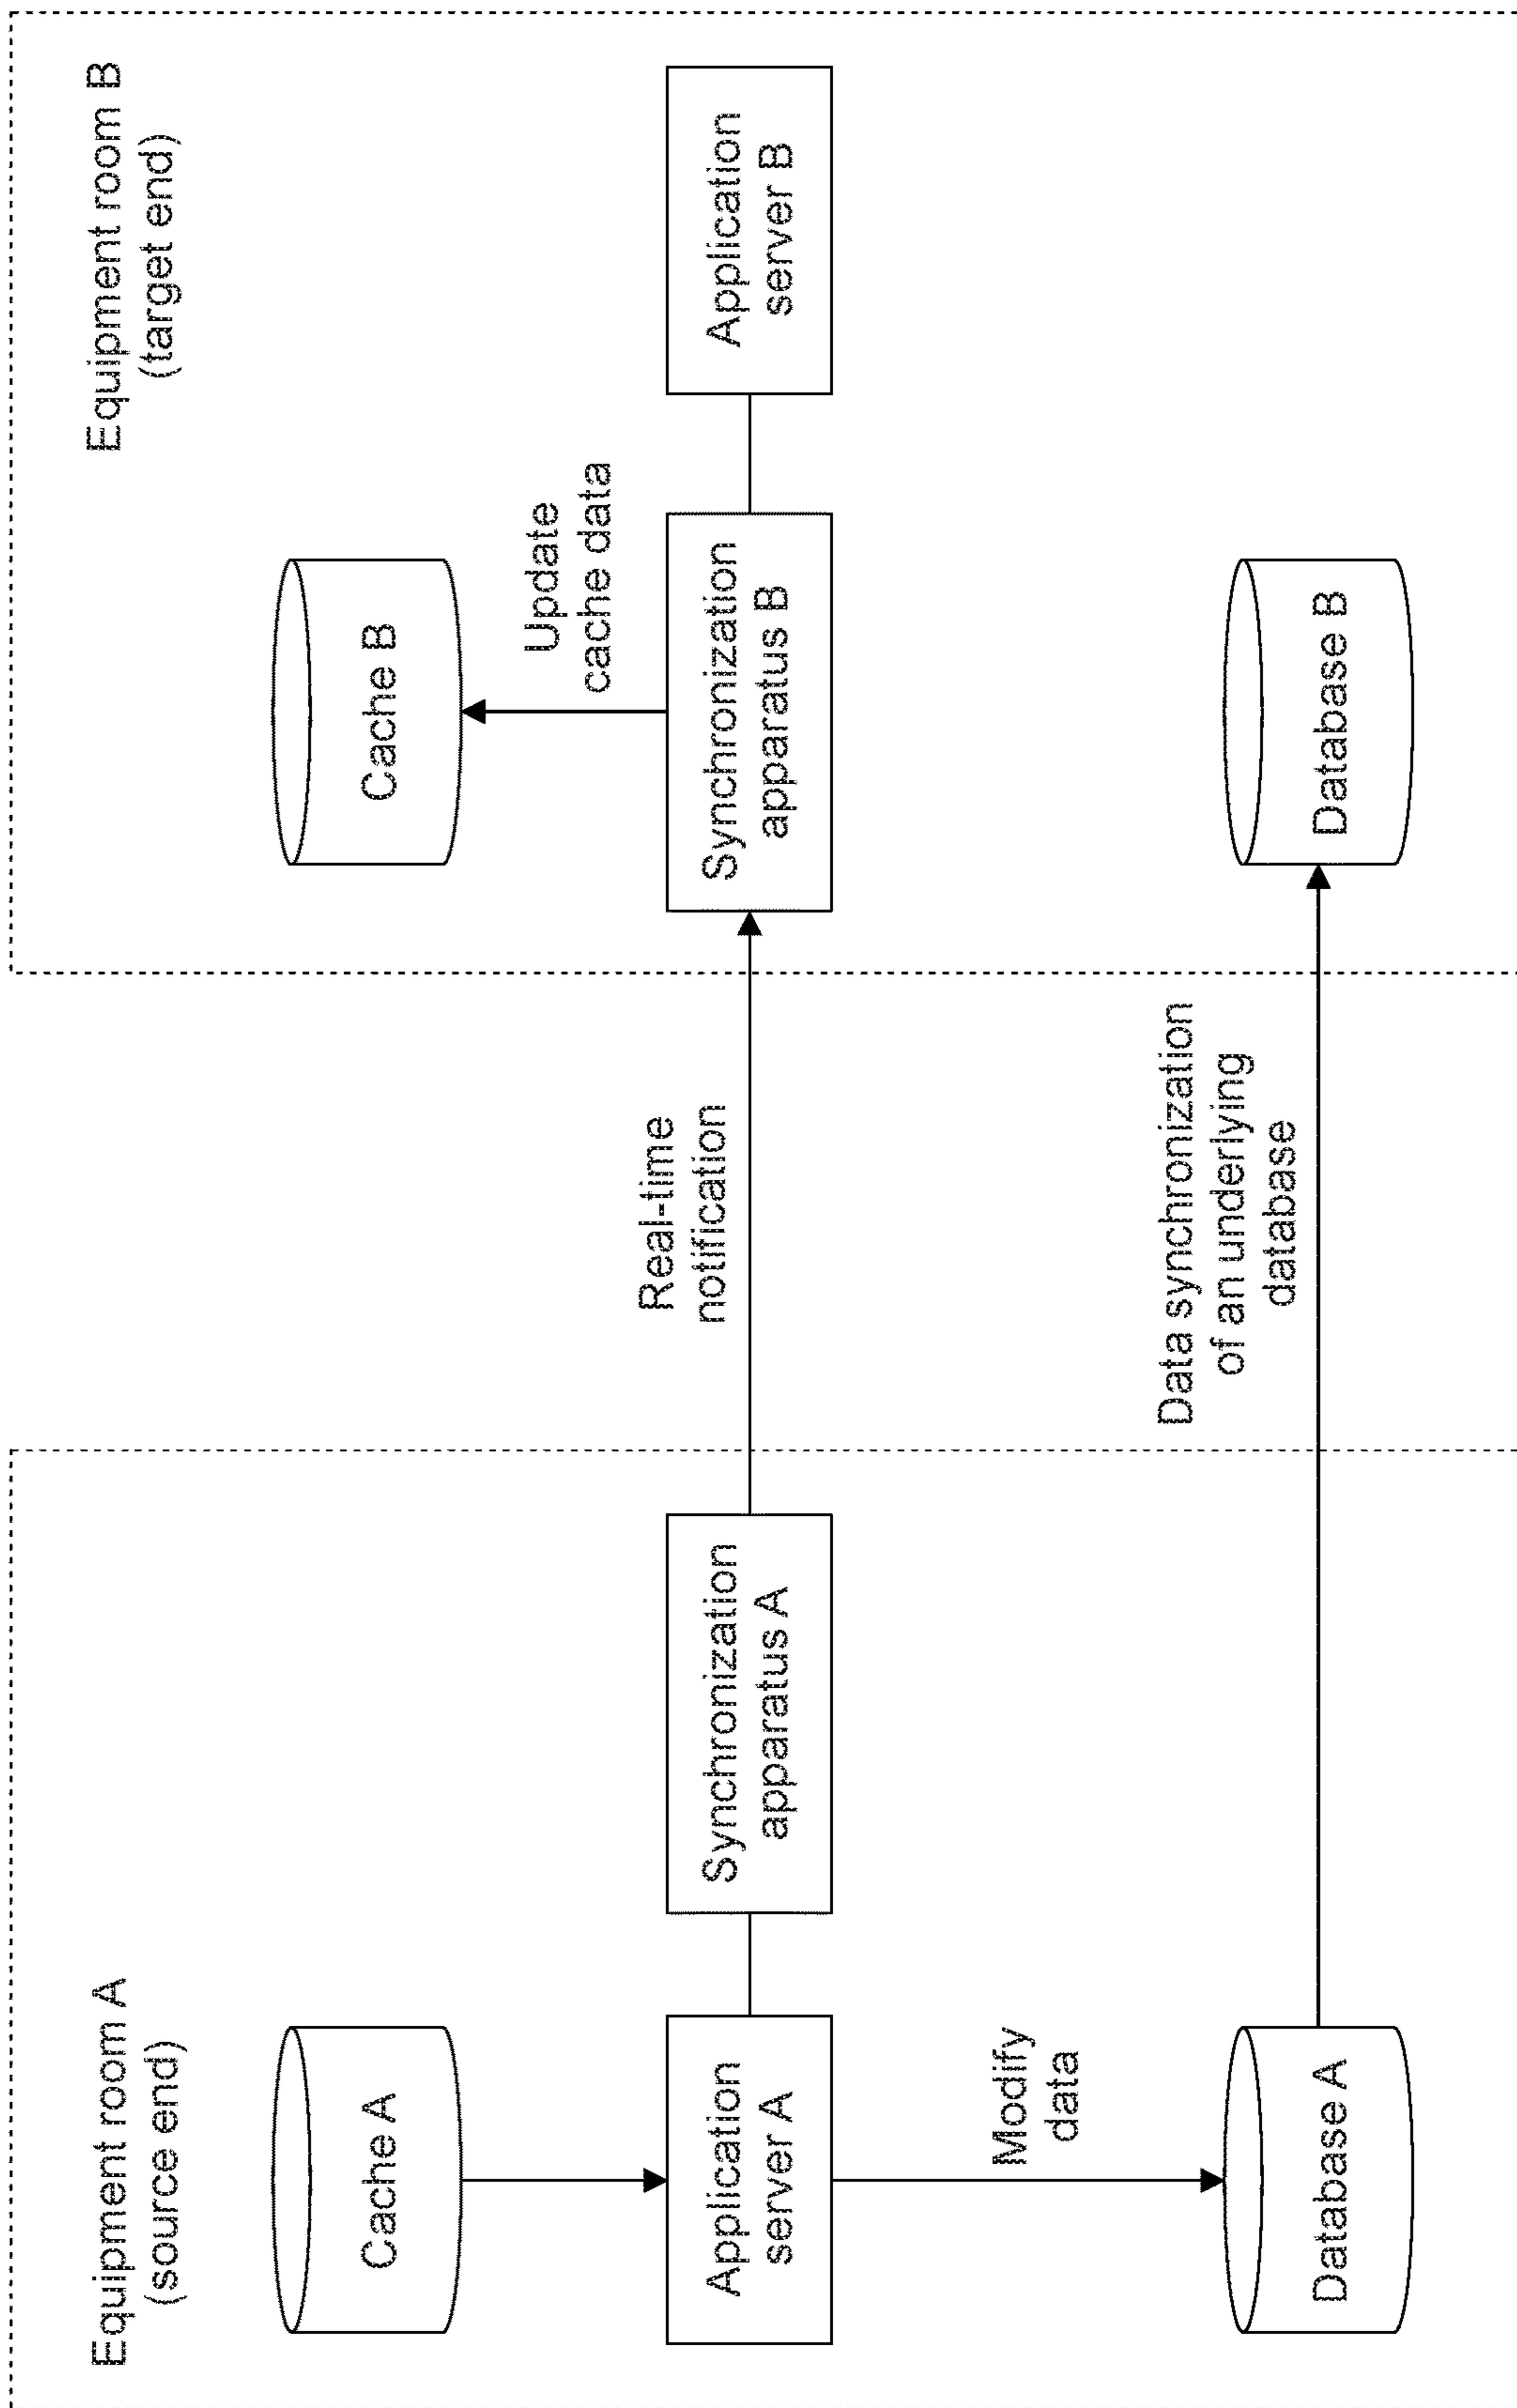 Equipment room A
(source end)
Cache A
Application
server A
Synchronization
apparatus A
Modify
data
Database A
Real-time
notification
Data synchronization
of an underlying
database
Equipment room B
(target end)
Cache B
Update
cache data
Synchronization
apparatus B
Application
server B
Database B